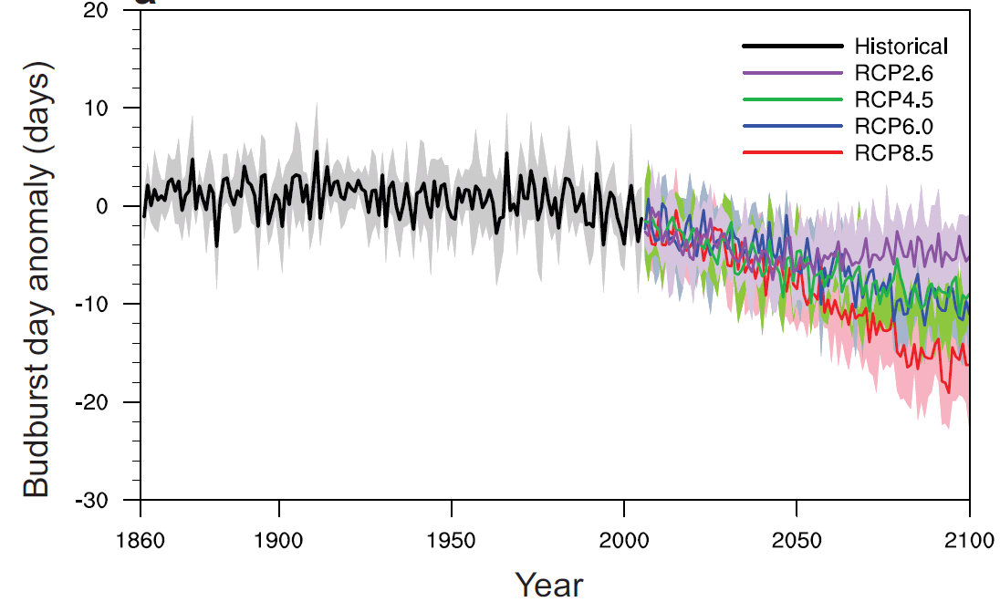 a
20
10
0
-10
-20
-30
Budburst day anomaly (days)
Historical
RCP2.6
RCP4.5
RCP6.0
RCP8.5
1860 1900 1950 2000 2050 2100
Year